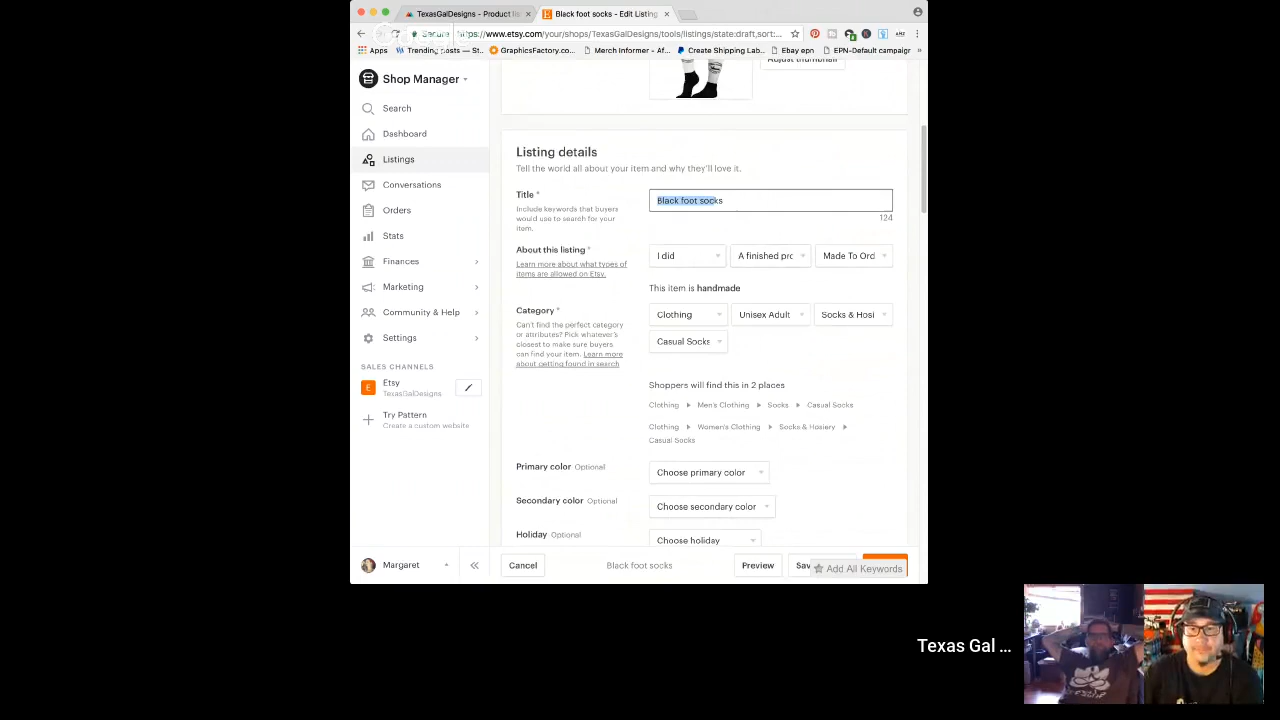 TexasGalDesigns - Product lis
Black foot socks - Edit Listing
Secure
https://www.etsy.com/your/shops/TexasGalDesigns/tools/listings/state:draft,sort:...
Apps
Trending Posts — St...
GraphicsFactory.co...
Merch Informer - Af...
Create Shipping Lab...
Ebay epn
EPN-Default campaign
»
Shop Manager
Search
Dashboard
Listings
Conversations
Orders
Stats
Finances
Marketing
Community & Help
Settings
SALES CHANNELS
E
Etsy
TexasGalDesigns
Try Pattern
Create a custom website
Margaret
Adjust thumbnail
Listing details
Tell the world all about your item and why they'll love it.
Title *
Include keywords that buyers
would use to search for your
item.
Black foot socks
124
About this listing *
Learn more about what types of
items are allowed on Etsy.
I did
A finished prc
Made To Ord
This item is handmade
Category *
Can't find the perfect category
or attributes? Pick whatever's
closest to make sure buyers
can find your item. Learn more
about getting found in search
Clothing
Unisex Adult
Socks & Hosi
Casual Socks
Shoppers will find this in 2 places
Clothing ▸ Men's Clothing ▸ Socks ▸ Casual Socks
Clothing ▸ Women's Clothing ▸ Socks & Hosiery ▸
Casual Socks
Primary color Optional
Choose primary color
Secondary color Optional
Choose secondary color
Holiday Optional
Choose holiday
Cancel
Black foot socks
Preview
Sav
Add All Keywords
Texas Gal ...